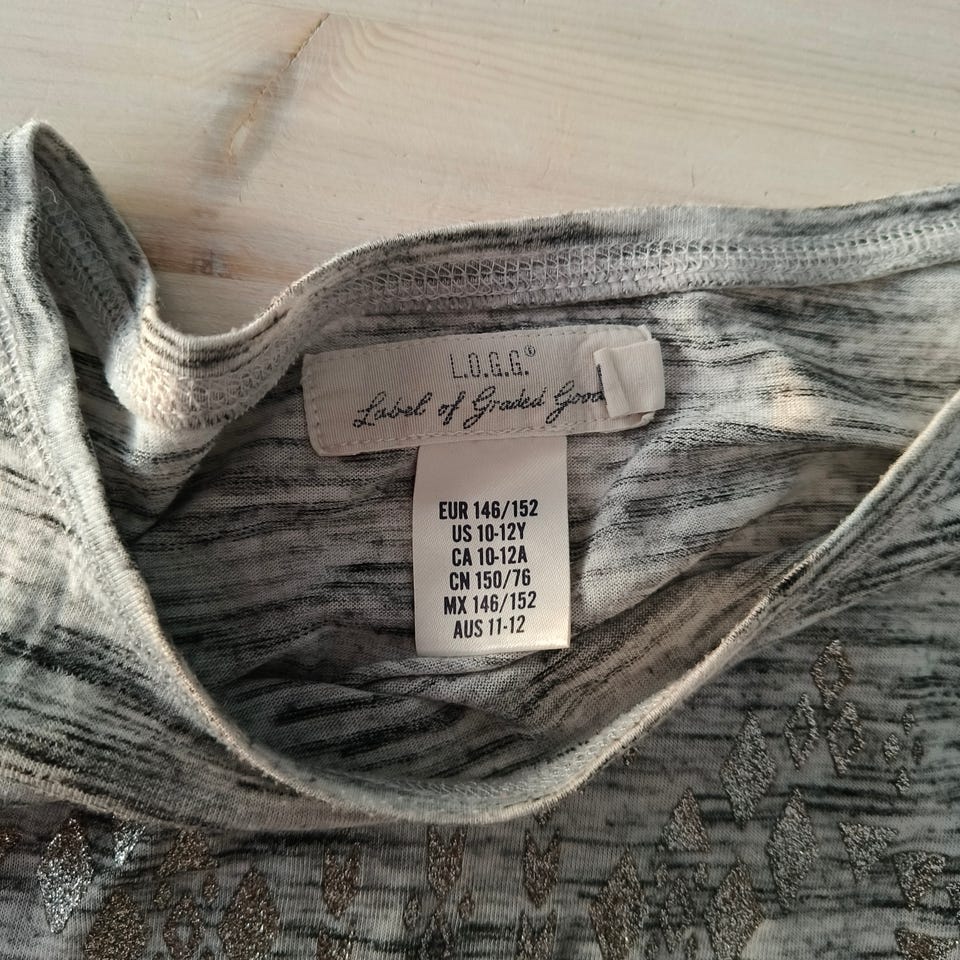 L.O.G.G.®
Label of Graded Good
EUR 146/152
US 10-12Y
CA 10-12A
CN 150/76
MX 146/152
AUS 11-12